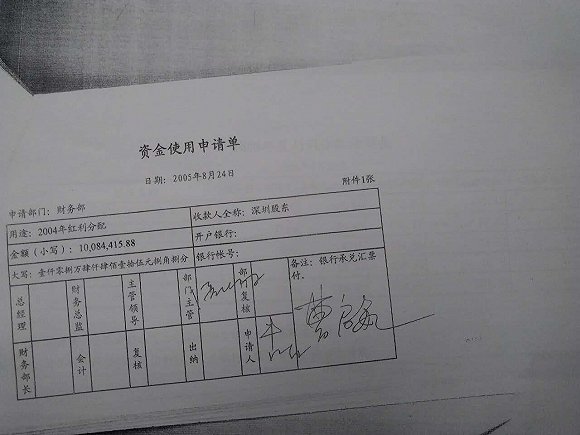 资金使用申请单
日期：2005年8月24日
附件1张
申请部门：财务部
用途：2004年红利分配
收款人全称：深圳股东
金额（小写）：10,084,415.88
开户银行：
大写：壹仟零捌万肆仟肆佰壹拾伍元捌角捌分
银行帐号：
总经理
财务总监
主管领导
部门主管
部复核
备注：银行承兑汇票付。
财务部长
会计
复核
出纳
申请人